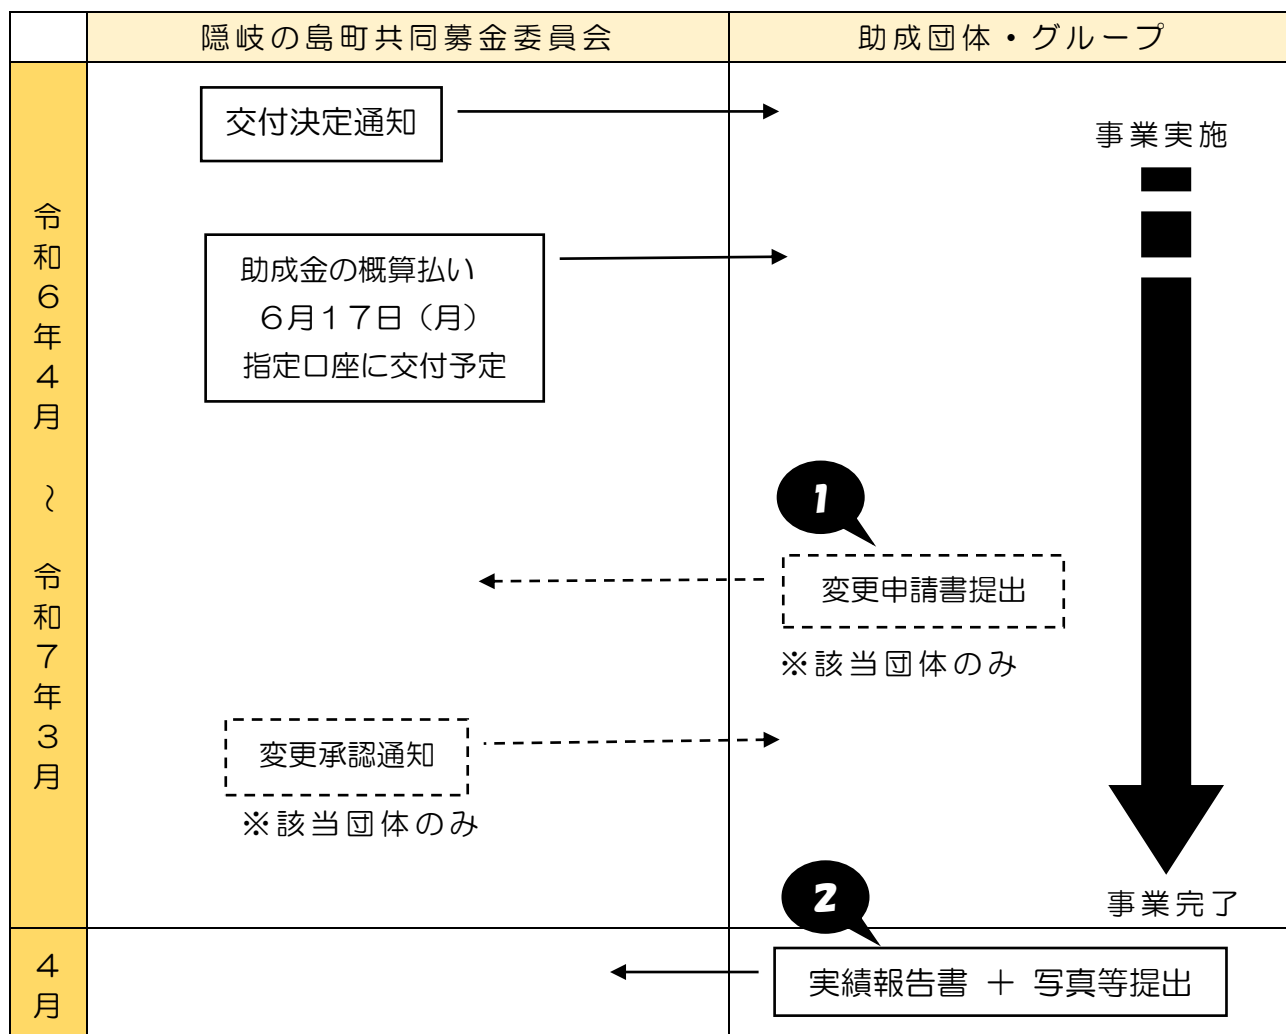 隠岐の島町共同募金委員会
助成団体・グループ
令和６年４月　～　令和７年３月
交付決定通知
事業実施
助成金の概算払い
６月１７日（月）
指定口座に交付予定
1
変更申請書提出
※該当団体のみ
変更承認通知
※該当団体のみ
事業完了
4月
2
実績報告書 ＋ 写真等提出